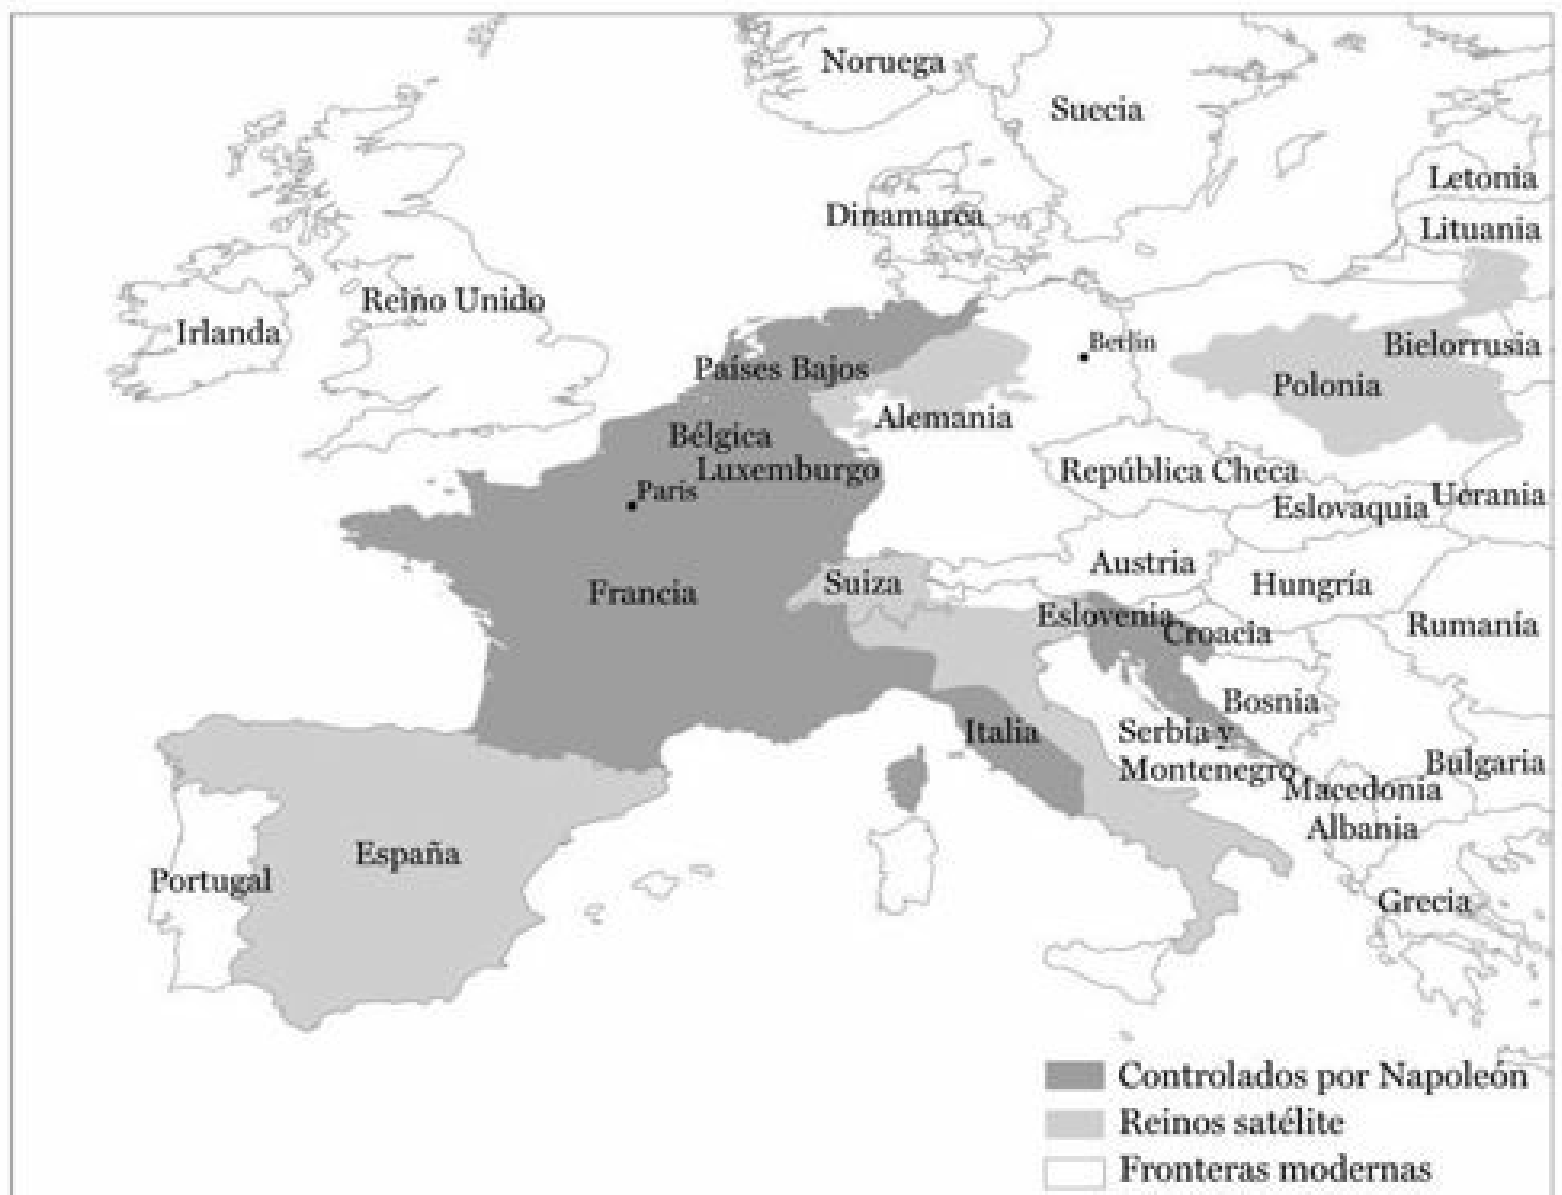 Noruega
Suecia
Letonia
Dinamarca
Lituania
Reino Unido
Irlanda
Berlin
Bielorrusia
Países Bajos
Polonia
Alemania
Bélgica
Luxemburgo
República Checa
París
Ucrania
Eslovaquia
Austria
Suiza
Hungría
Francia
Eslovenia
Croacia
Rumanía
Bosnia
Italia
Serbia y
Montenegro
Bulgaria
Macedonia
Albania
España
Portugal
Grecia
Controlados por Napoleón
Reinos satélite
Fronteras modernas